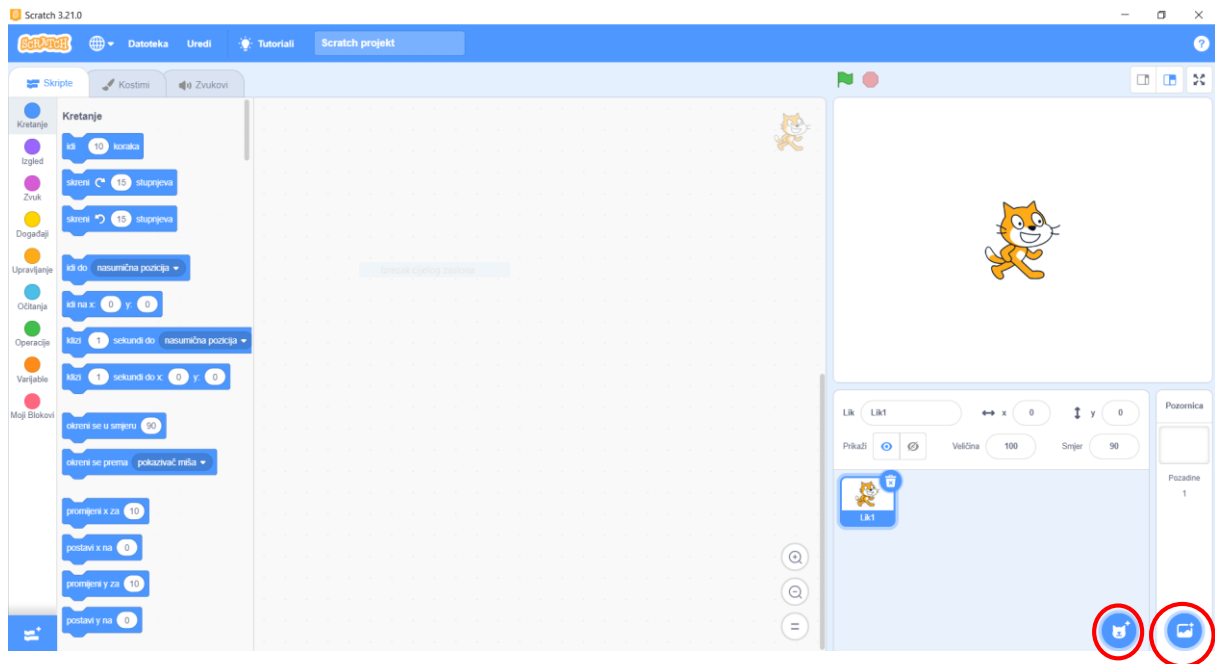 Scratch 3.21.0
SCRATCH Datoteka Uredi Tutoriali Scratch projekt ?
Skripte Kostimi Zvukovi
Kretanje
Izgled
Zvuk
Događaji
Upravljanje
Očitanja
Operacije
Varijable
Moji Blokovi
Kretanje
idi 10 koraka
skreni 15 stupnjeva
skreni 15 stupnjeva
idi do nasumična pozicija
idi na x: 0 y: 0
klizi 1 sekundi do nasumična pozicija
klizi 1 sekundi do x: 0 y: 0
okreni se u smjeru 90
okreni se prema pokazivač miša
promijeni x za 10
postavi x na 0
promijeni y za 10
postavi y na 0
Lik Lik1 x 0 y 0
Prikaži Veličina 100 Smjer 90
Lik1
Pozornica
Pozadine
1